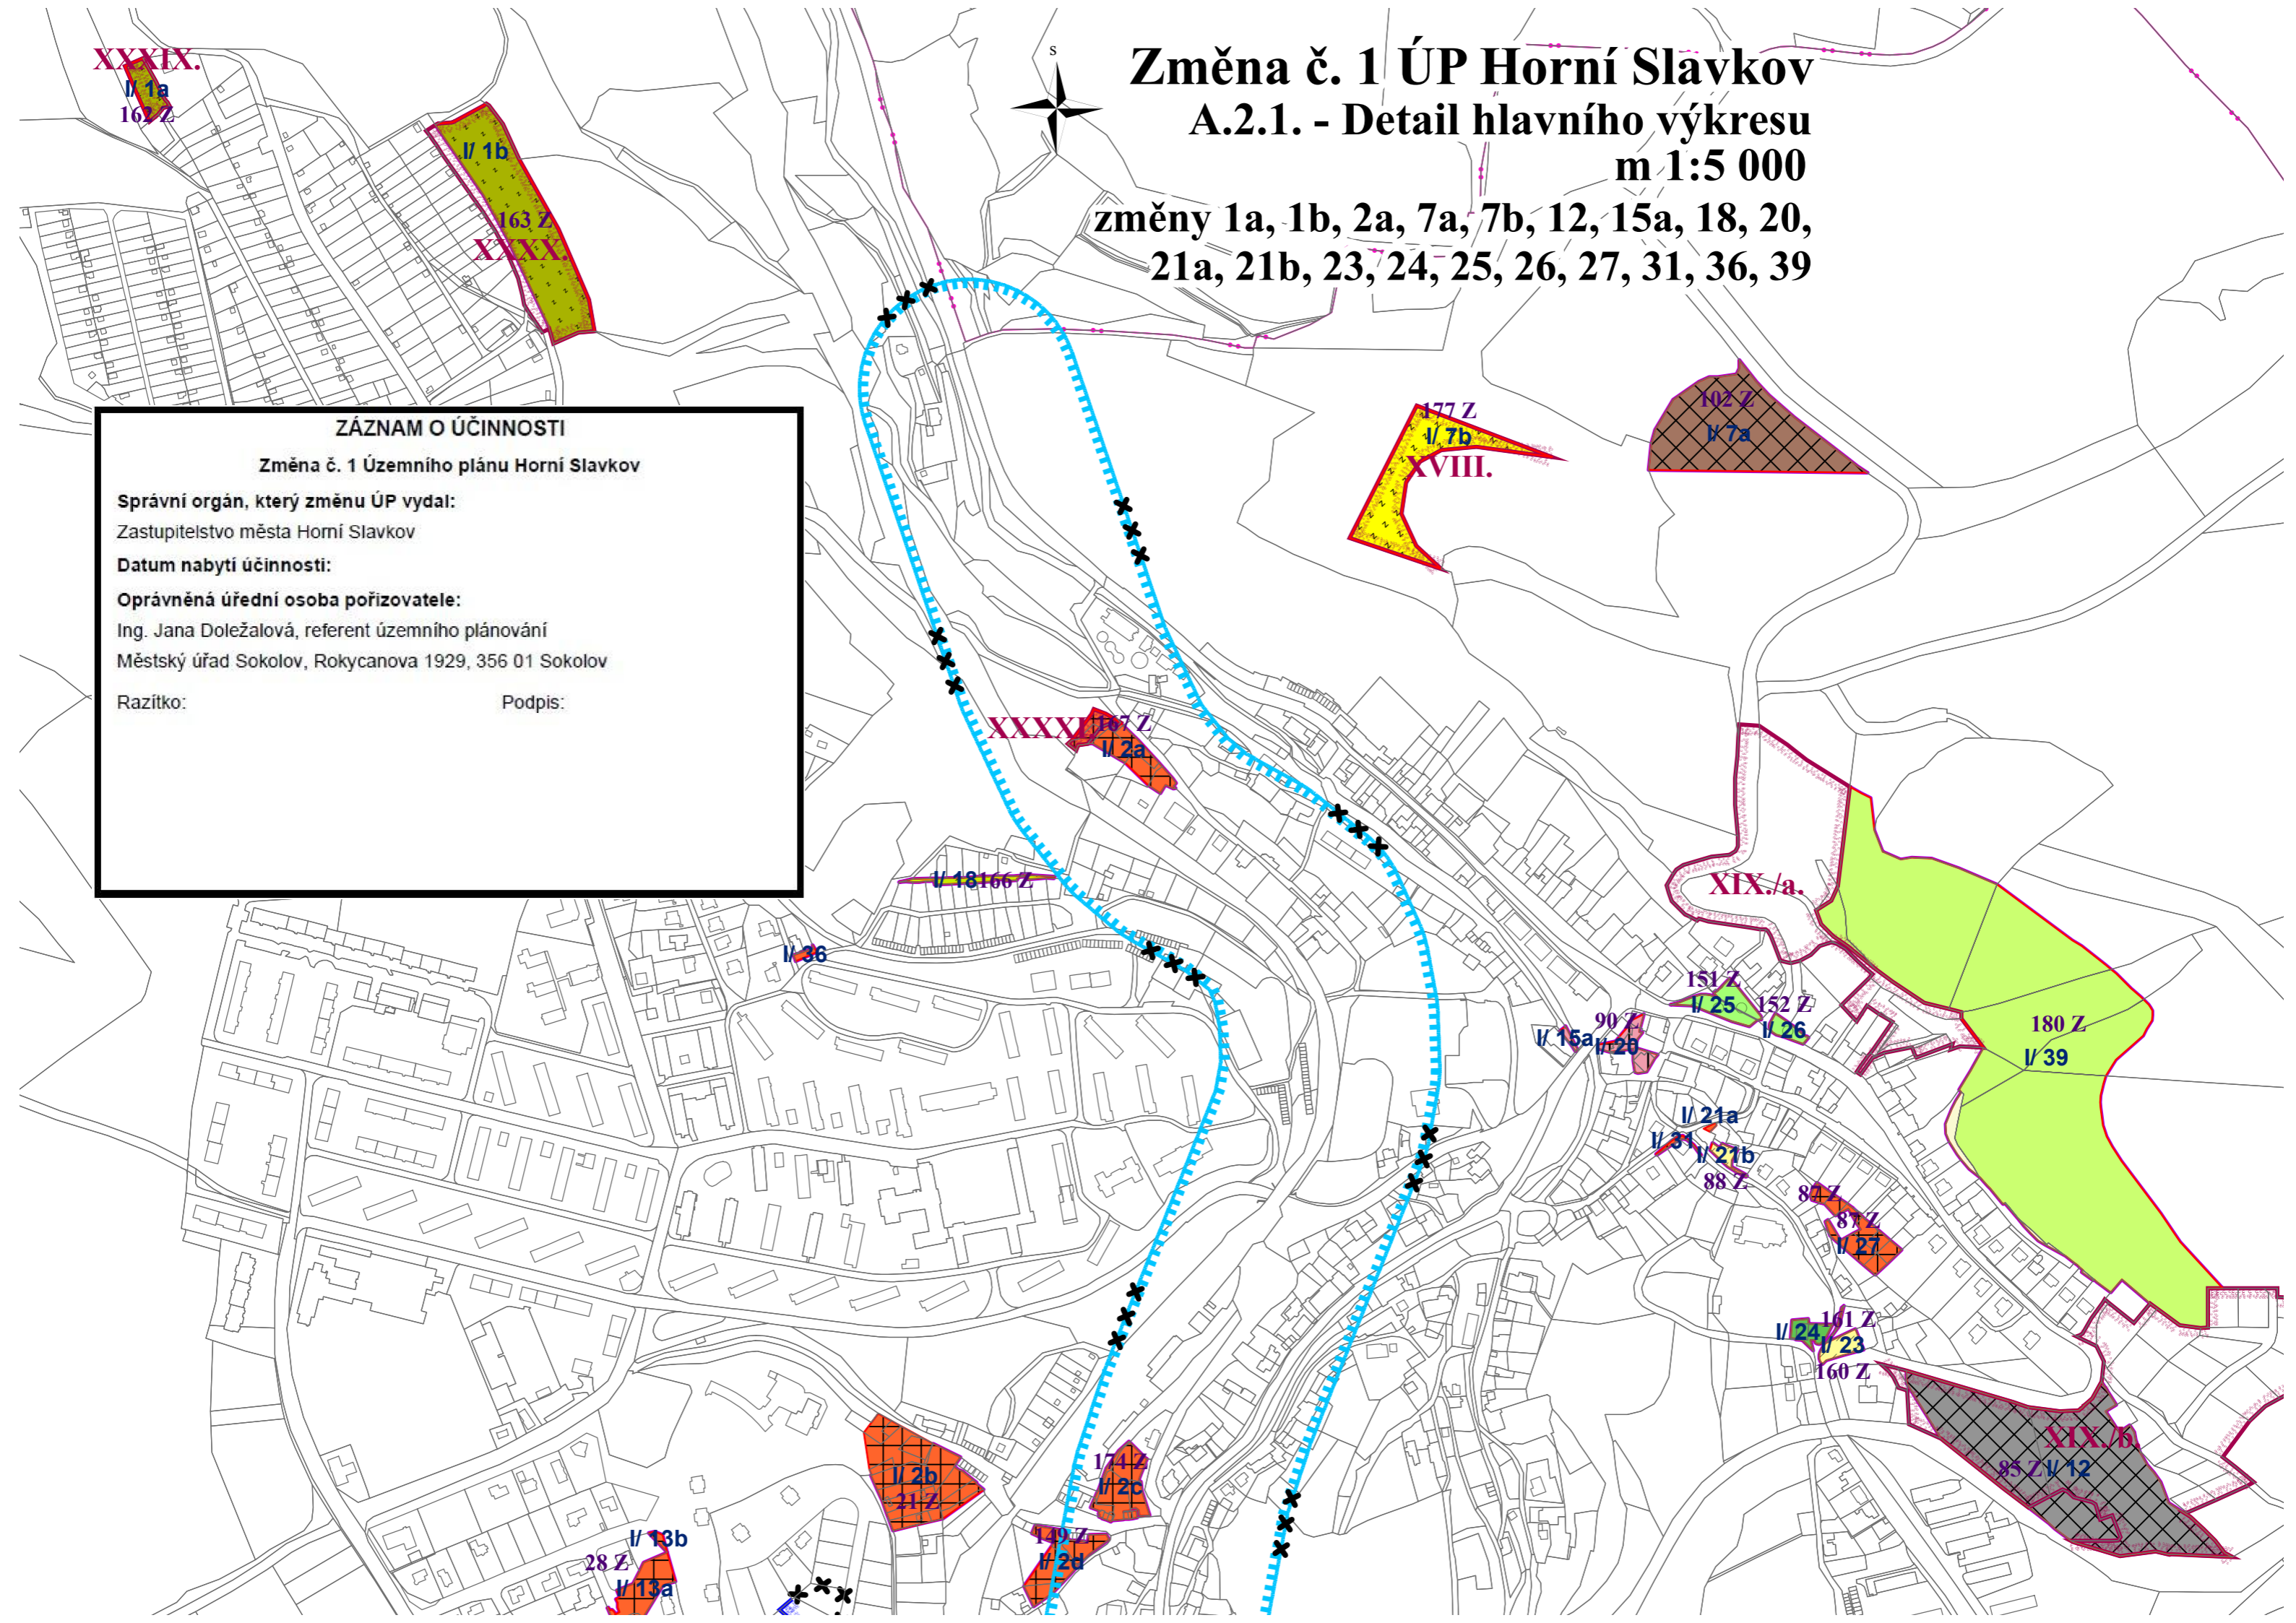 XXXIX.
I/ 1a
162 Z
I/ 1b
163 Z
XXXX.
S
Změna č. 1 ÚP Horní Slavkov
A.2.1. - Detail hlavního výkresu
m 1:5 000
změny 1a, 1b, 2a, 7a, 7b, 12, 15a, 18, 20,
21a, 21b, 23, 24, 25, 26, 27, 31, 36, 39
177 Z
I/ 7b
XVIII.
102 Z
I/ 7a
ZÁZNAM O ÚČINNOSTI
Změna č. 1 Územního plánu Horní Slavkov
Správní orgán, který změnu ÚP vydal:
Zastupitelstvo města Horní Slavkov
Datum nabytí účinnosti:
Oprávněná úřední osoba pořizovatele:
Ing. Jana Doležalová, referent územního plánování
Městský úřad Sokolov, Rokycanova 1929, 356 01 Sokolov
Razítko: Podpis:
167 Z
I/ 2a
I/ 18 166 Z
I/ 36
XIX./a.
151 Z
I/ 25
152 Z
I/ 26
90 Z
I/ 15a
I/ 20
180 Z
I/ 39
I/ 21a
I/ 31
I/ 21b
88 Z
87 Z
87 Z
I/ 27
161 Z
I/ 24
I/ 23
160 Z
XIX./b.
85 Z I/ 12
I/ 2b
21 Z
174 Z
I/ 2c
149 Z
I/ 2d
I/ 13b
28 Z
I/ 13a